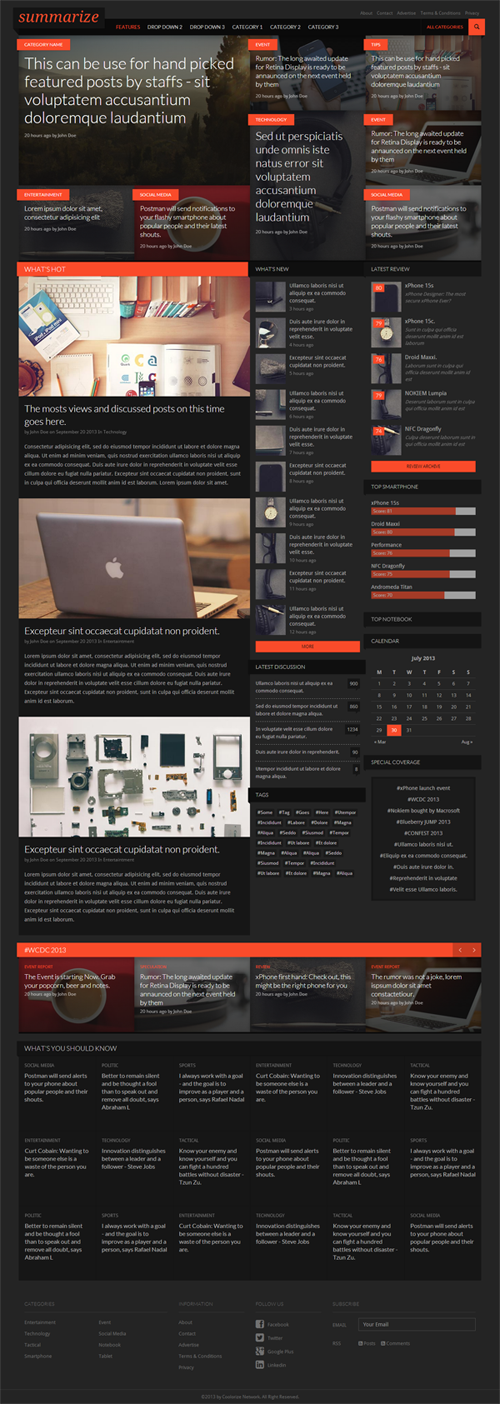 summarize
About Contact Advertise Terms & Conditions Privacy
FEATURES DROP DOWN 2 DROP DOWN 3 CATEGORY 1 CATEGORY 2 CATEGORY 3
ALL CATEGORIES
CATEGORY NAME
This can be use for hand picked
featured posts by staffs - sit
voluptatem accusantium
doloremque laudantium
20 hours ago by John Doe
EVENT
Rumor: The long awaited update
for Retina Display is ready to be
announced on the next event held
by them
20 hours ago by John Doe
TIPS
This can be use for hand picked
featured posts by staffs - sit
voluptatem accusantium
doloremque laudantium
20 hours ago by John Doe
TECHNOLOGY
Sed ut perspiciatis
unde omnis iste
natus error sit
voluptatem
accusantium
doloremque
laudantium
20 hours ago by John Doe
EVENT
Rumor: The long awaited update
for Retina Display is ready to be
announced on the next event held
by them
20 hours ago by John Doe
ENTERTAINMENT
Lorem ipsum dolor sit amet,
consectetur adipisicing elit
20 hours ago by John Doe
SOCIAL MEDIA
Postman will send notifications to
your flashy smartphone about
popular people and their latest
shouts.
20 hours ago by John Doe
SOCIAL MEDIA
Postman will send notifications to
your flashy smartphone about
popular people and their latest
shouts.
20 hours ago by John Doe
WHAT'S HOT
The mosts views and discussed posts on this time
goes here.
by John Doe on September 20 2013 in Technology
Consectetur adipisicing elit, sed do eiusmod tempor incididunt ut labore et dolore magna
aliqua. Ut enim ad minim veniam, quis nostrud exercitation ullamco laboris nisi ut aliquip
ex ea commodo consequat. Duis aute irure dolor in reprehenderit in voluptate velit esse
cillum dolore eu fugiat nulla pariatur. Excepteur sint occaecat cupidatat non proident, sunt
in culpa qui officia deserunt mollit anim id est laborum. Lorem ipsum dolor sit amet.
Excepteur sint occaecat cupidatat non proident.
by John Doe on September 20 2013 in Entertainment
Lorem ipsum dolor sit amet, consectetur adipisicing elit, sed do eiusmod tempor
incididunt ut labore et dolore magna aliqua. Ut enim ad minim veniam, quis nostrud
exercitation ullamco laboris nisi ut aliquip ex ea commodo consequat. Duis aute irure
dolor in reprehenderit in voluptate velit esse cillum dolore eu fugiat nulla pariatur.
Excepteur sint occaecat cupidatat non proident, sunt in culpa qui officia deserunt mollit
anim id est laborum.
Excepteur sint occaecat cupidatat non proident.
by John Doe on September 20 2013 in Entertainment
Lorem ipsum dolor sit amet, consectetur adipisicing elit, sed do eiusmod tempor
incididunt ut labore et dolore magna aliqua. Ut enim ad minim veniam, quis nostrud
exercitation ullamco laboris nisi ut aliquip ex ea commodo consequat. Duis aute irure
dolor in reprehenderit in voluptate velit esse cillum dolore eu fugiat nulla pariatur.
Excepteur sint occaecat cupidatat non proident, sunt in culpa qui officia deserunt mollit
anim id est laborum.
WHAT'S NEW
Ullamco laboris nisi ut
aliquip ex ea commodo
consequat.
3 hours ago
Duis aute irure dolor in
reprehenderit in voluptate
velit esse.
4 hours ago
Excepteur sint occaecat
cupidatat non proident.
5 hours ago
Ullamco laboris nisi ut
aliquip ex ea commodo
consequat.
6 hours ago
Duis aute irure dolor in
reprehenderit in voluptate
velit esse.
7 hours ago
Excepteur sint occaecat
cupidatat non proident.
8 hours ago
Ullamco laboris nisi ut
aliquip ex ea commodo
consequat.
9 hours ago
Duis aute irure dolor in
reprehenderit in voluptate
velit esse.
10 hours ago
Excepteur sint occaecat
cupidatat non proident.
11 hours ago
Ullamco laboris nisi ut
aliquip ex ea commodo
consequat.
12 hours ago
MORE
LATEST DISCUSSION
Ullamco laboris nisi ut aliquip ex ea
commodo consequat. 900
Sed do eiusmod tempor incididunt ut
labore et dolore magna aliqua. 560
In voluptate velit esse cillum dolore
eu fugiat nulla pariatur. 1234
Duis aute irure dolor in reprehenderit. 90
Utempor incididunt ut labore et dolore
magna aliqua. 8
TAGS
#Some #Tag #Goes #Here #Etempor
#Incididunt #Labore #Dolore #Magna
#Aliqua #Seddo #Eiusmod #Tempor
#Incididunt #Ut labore #Et dolore
#Magna #Aliqua #Aliqua #Seddo
#Eiusmod #Tempor #Incididunt
#Ut labore #Et dolore #Magna #Aliqua
LATEST REVIEW
80
xPhone 15s
xPhone Designer: The most
secure xPhone Ever?
79
xPhone 15c.
Sunt in culpa qui officia
deserunt mollit anim id est
laborum
78
Droid Maxxi.
Laborum sunt in culpa qui
officia deserunt mollit anim id
est
79
NOKIEM Lumpia
Officia deserunt mollit anim id
est laborum
NFC Dragonfly
Culpa deserunt laborum sunt in
mollit anim id est
REVIEW ARCHIVE
TOP SMARTPHONE
xPhone 15s
Score: 81
Droid Maxxi
Score: 80
Performance
Score: 76
NFC Dragonfly
Score: 75
Andromeda Titan
Score: 70
TOP NOTEBOOK
CALENDAR
July 2013
M T W T F S S
1 2 3 4 5 6 7
8 9 10 11 12 13 14
15 16 17 18 19 20 21
22 23 24 25 26 27 28
29 30 31
« Mar Aug »
SPECIAL COVERAGE
#xPhone launch event
#WCDC 2013
#Nokiem bought by Macrosoft
#Blueberry JUMP 2013
#CONFEST 2013
#Ullamco laboris nisi ut.
#Eliquip ex ea commodo consequat.
#Duis aute irure dolor in.
#Reprehenderit in voluptate
#Velit esse Ullamco laboris.
#WCDC 2013
EVENT REPORT
The Event is starting Now. Grab
your popcorn, beer and notes.
20 hours ago by John Doe
Rumor: The long awaited update
for Retina Display is ready to be
announced on the next event held
by them
20 hours ago by John Doe
REVIEW
xPhone first hand: Check out, this
might be the right phone for you
20 hours ago by John Doe
EVENT REPORT
The rumor was not a joke, lorem
ispsum dolor sit amet
constactetiour.
20 hours ago by John Doe
WHAT'S YOU SHOULD KNOW
SOCIAL MEDIA
Postman will send alerts
to your phone about
popular people and their
shouts.
POLITIC
Better to remain silent
and be thought a fool
than to speak out and
remove all doubt, says
Abraham L
SPORTS
I always work with a goal
- and the goal is to
improve as a player and a
person, says Rafael Nadal
ENTERTAINMENT
Curt Cobain: Wanting to
be someone else is a
waste of the person you
are.
TECHNOLOGY
Innovation distinguishes
between a leader and a
follower - Steve Jobs
TACTICAL
Know your enemy and
know yourself and you
can fight a hundred
battles without disaster -
Tzun Zu.
ENTERTAINMENT
Curt Cobain: Wanting to
be someone else is a
waste of the person you
are.
TECHNOLOGY
Innovation distinguishes
between a leader and a
follower - Steve Jobs
TACTICAL
Know your enemy and
know yourself and you
can fight a hundred
battles without disaster -
Tzun Zu.
SOCIAL MEDIA
Postman will send alerts
to your phone about
popular people and their
shouts.
POLITIC
Better to remain silent
and be thought a fool
than to speak out and
remove all doubt, says
Abraham L
SPORTS
I always work with a goal
- and the goal is to
improve as a player and a
person, says Rafael Nadal
POLITIC
Better to remain silent
and be thought a fool
than to speak out and
remove all doubt, says
Abraham L
SPORTS
I always work with a goal
- and the goal is to
improve as a player and a
person, says Rafael Nadal
ENTERTAINMENT
Curt Cobain: Wanting to
be someone else is a
waste of the person you
are.
TECHNOLOGY
Innovation distinguishes
between a leader and a
follower - Steve Jobs
TACTICAL
Know your enemy and
know yourself and you
can fight a hundred
battles without disaster -
Tzun Zu.
SOCIAL MEDIA
Postman will send alerts
to your phone about
popular people and their
shouts.
CATEGORIES
Entertainment
Technology
Tactical
Smartphone
Event
Social Media
Notebook
Tablet
INFORMATION
About
Contact
Advertise
Terms & Conditions
Privacy
FOLLOW US
Facebook
Twitter
Google Plus
Linkedin
SUBSCRIBE
EMAIL Your Email
RSS Posts Comments
©2013 by Customize Network. All Right Reserved.